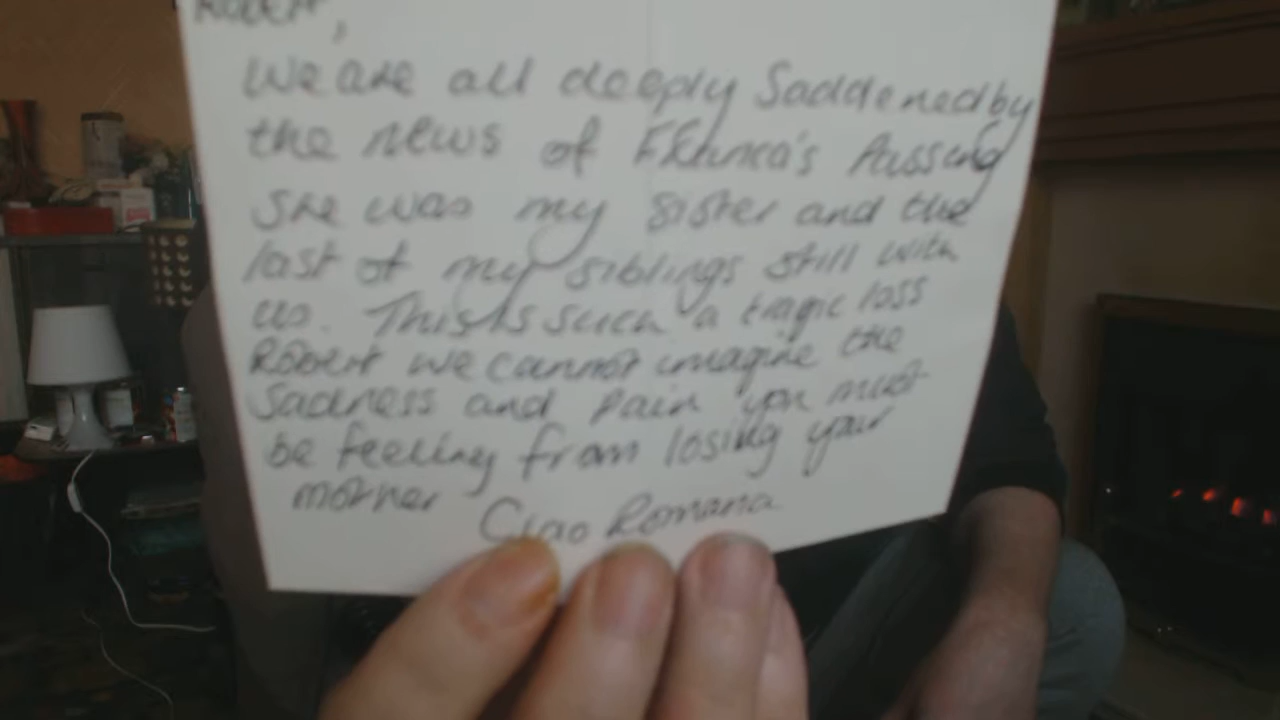 Robert,
We are all deeply Saddened by
the news of Franca's Passing
She was my sister and the
last of my siblings still with
us. This is such a tragic loss
Robert we cannot imagine the
Sadness and Pain you must
be feeling from losing your
mother
Ciao Romana